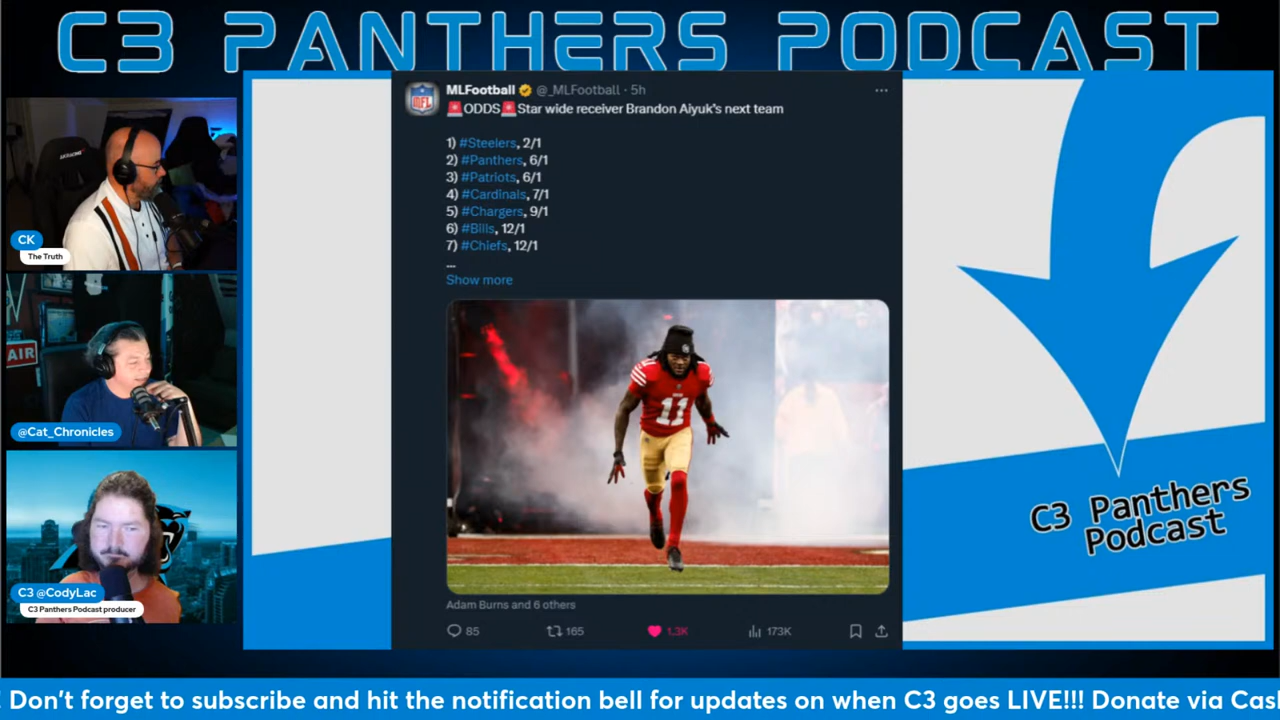 C3 PANTHERS PODCAST
MLFootball @_MLFootball · 5h
🚨ODDS🚨Star wide receiver Brandon Aiyuk's next team
1) #Steelers, 2/1
2) #Panthers, 6/1
3) #Patriots, 6/1
4) #Cardinals, 7/1
5) #Chargers, 9/1
6) #Bills, 12/1
7) #Chiefs, 12/1
...
Show more
11
Adam Burns and 6 others
85 165 1.3K 173K
CK
The Truth
AIR
@Cat_Chronicles
C3 @CodyLac
C3 Panthers Podcast producer
C3 Panthers
Podcast
Don't forget to subscribe and hit the notification bell for updates on when C3 goes LIVE!!! Donate via Cas